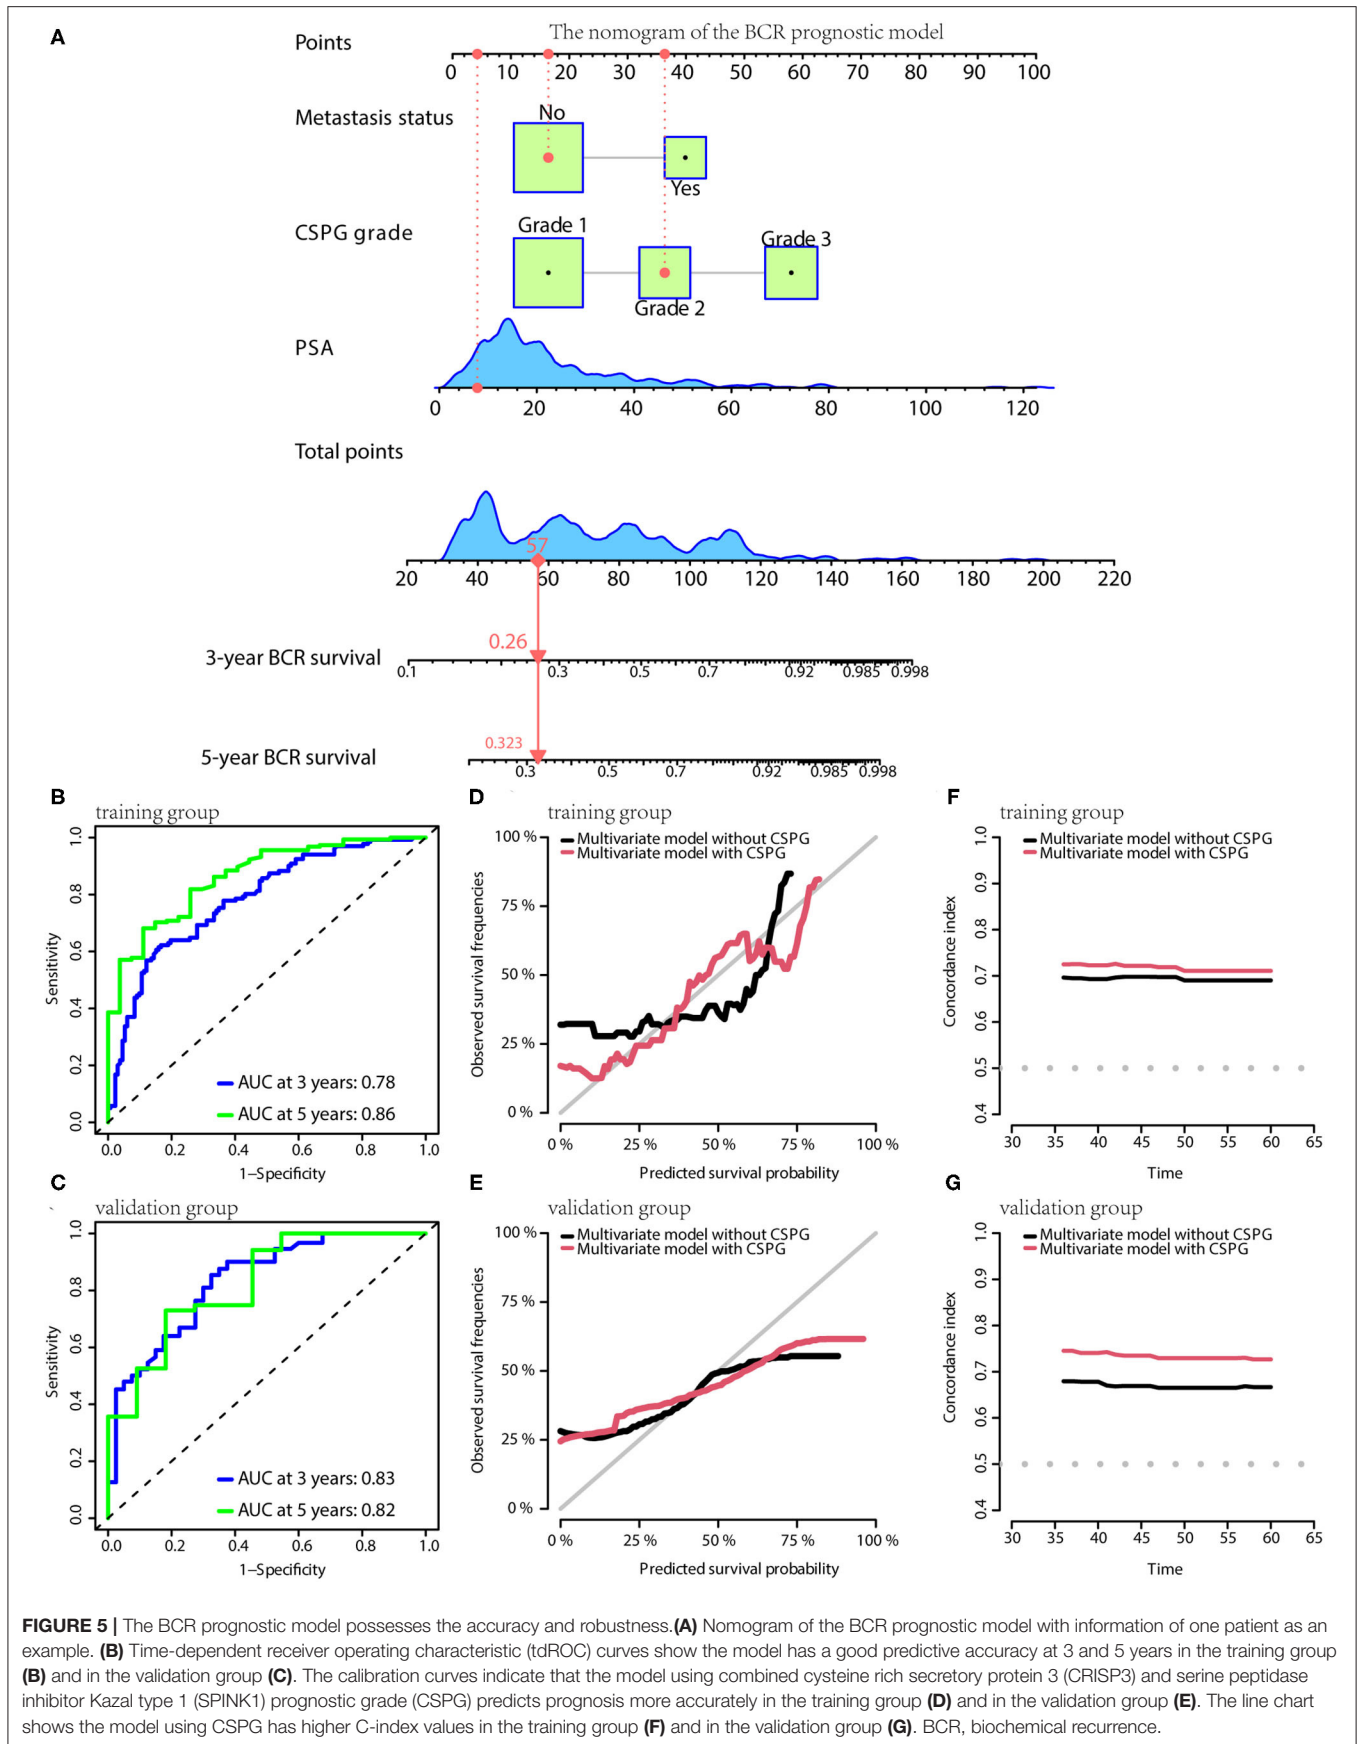 A
The nomogram of the BCR prognostic model
Points
0 10 20 30 40 50 60 70 80 90 100
Metastasis status
No
Yes
CSPG grade
Grade 1
Grade 2
Grade 3
PSA
0 20 40 60 80 100 120
Total points
57
20 40 60 80 100 120 140 160 180 200 220
0.26
3-year BCR survival
0.1 0.3 0.5 0.7 0.92 0.985 0.998
0.323
5-year BCR survival
0.3 0.5 0.7 0.92 0.985 0.998
B
training group
Sensitivity
0.0 0.2 0.4 0.6 0.8 1.0
AUC at 3 years: 0.78
AUC at 5 years: 0.86
0.0 0.2 0.4 0.6 0.8 1.0
1−Specificity
D
training group
Observed survival frequencies
100 %
75 %
50 %
25 %
0 %
Multivariate model without CSPG
Multivariate model with CSPG
0 % 25 % 50 % 75 % 100 %
Predicted survival probability
F
training group
Concordance index
0.4 0.5 0.6 0.7 0.8 0.9 1.0
Multivariate model without CSPG
Multivariate model with CSPG
30 35 40 45 50 55 60 65
Time
C
validation group
Sensitivity
0.0 0.2 0.4 0.6 0.8 1.0
AUC at 3 years: 0.83
AUC at 5 years: 0.82
0.0 0.2 0.4 0.6 0.8 1.0
1−Specificity
E
validation group
Observed survival frequencies
100 %
75 %
50 %
25 %
0 %
Multivariate model without CSPG
Multivariate model with CSPG
0 % 25 % 50 % 75 % 100 %
Predicted survival probability
G
validation group
Concordance index
0.4 0.5 0.6 0.7 0.8 0.9 1.0
Multivariate model without CSPG
Multivariate model with CSPG
30 35 40 45 50 55 60 65
Time
FIGURE 5 | The BCR prognostic model possesses the accuracy and robustness.(A) Nomogram of the BCR prognostic model with information of one patient as an
example. (B) Time-dependent receiver operating characteristic (tdROC) curves show the model has a good predictive accuracy at 3 and 5 years in the training group
(B) and in the validation group (C). The calibration curves indicate that the model using combined cysteine rich secretory protein 3 (CRISP3) and serine peptidase
inhibitor Kazal type 1 (SPINK1) prognostic grade (CSPG) predicts prognosis more accurately in the training group (D) and in the validation group (E). The line chart
shows the model using CSPG has higher C-index values in the training group (F) and in the validation group (G). BCR, biochemical recurrence.